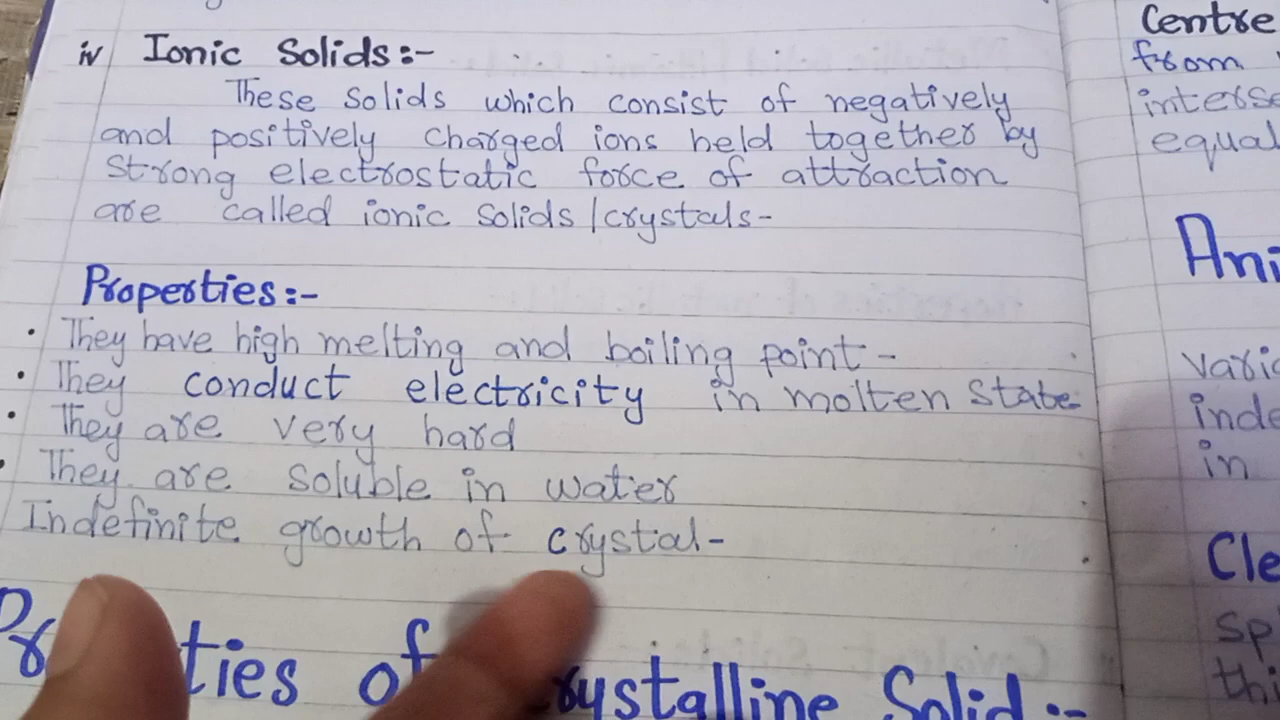 iv Ionic Solids:-
These solids which consist of negatively
and positively charged ions held together by
strong electrostatic force of attraction
are called ionic solids/crystals-
Properties:-
• They have high melting and boiling point-
• They conduct electricity in molten state-
• They are very hard
• They are soluble in water
Indefinite growth of crystal-
ties of rystalline Solid:-
Centre
from
equal
Ani
in
Cle
sp
thi